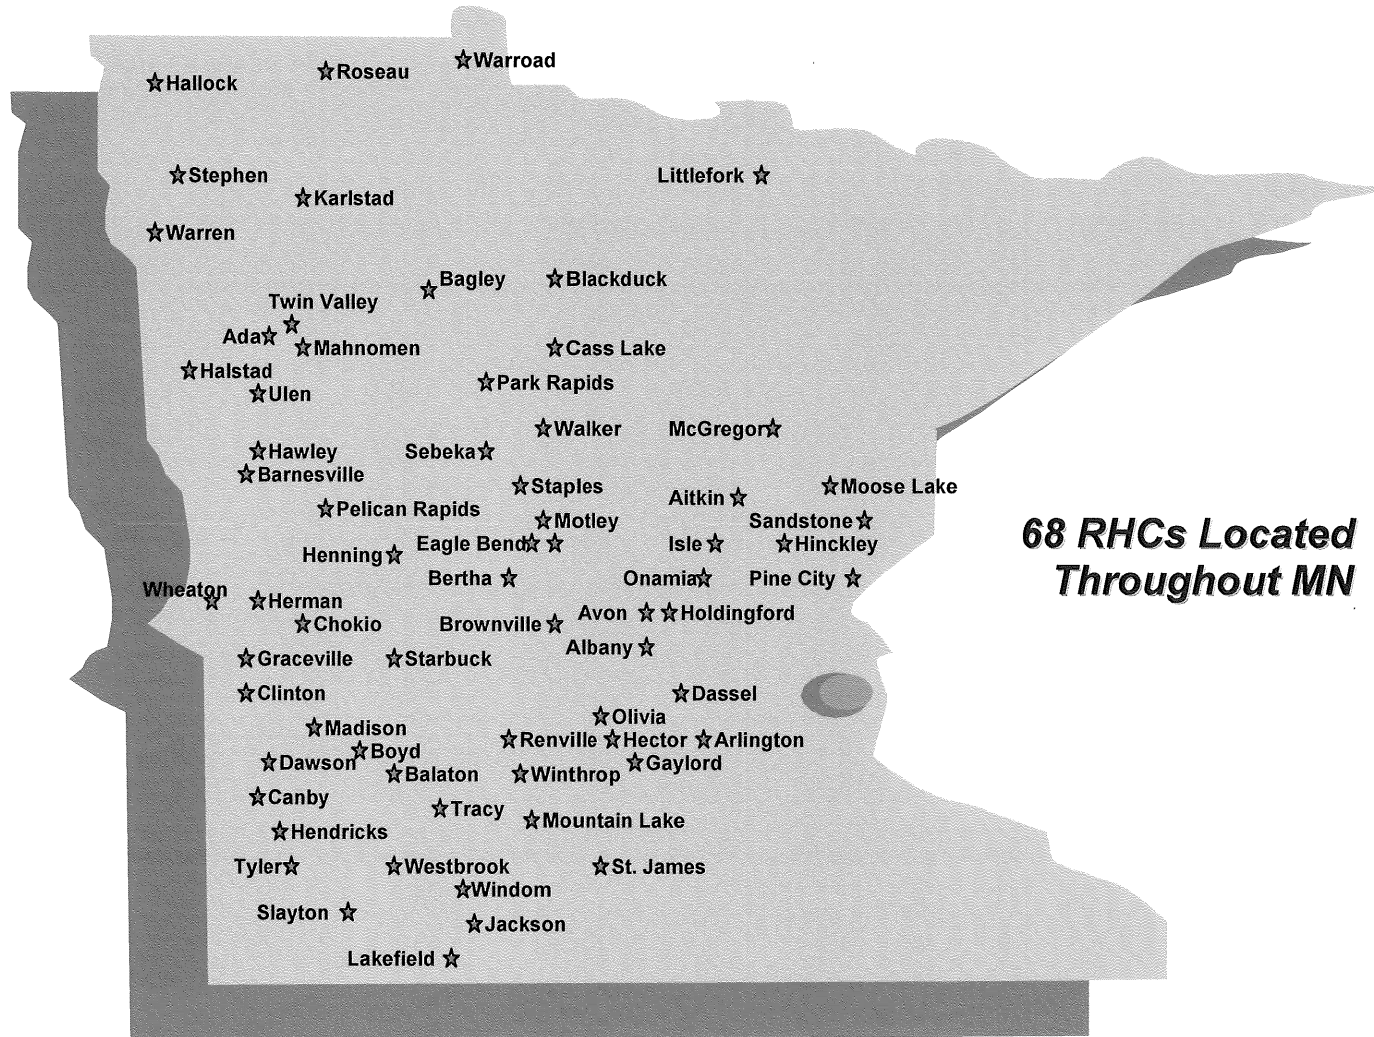 Warroad
Roseau
Hallock
Stephen
Littlefork
Karlstad
Warren
Bagley
Blackduck
Twin Valley
Ada
Mahnomen
Cass Lake
Halstad
Park Rapids
Ulen
Walker
McGregor
Hawley
Sebeka
Barnesville
Staples
Moose Lake
Aitkin
Pelican Rapids
Motley
Sandstone
68 RHCs Located
Throughout MN
Eagle Bend
Isle
Hinckley
Henning
Bertha
Onamia
Pine City
Wheaton
Herman
Avon
Holdingford
Chokio
Brownville
Albany
Graceville
Starbuck
Clinton
Dassel
Olivia
Madison
Renville
Hector
Arlington
Boyd
Dawson
Gaylord
Balaton
Winthrop
Canby
Tracy
Mountain Lake
Hendricks
Tyler
Westbrook
St. James
Windom
Slayton
Jackson
Lakefield